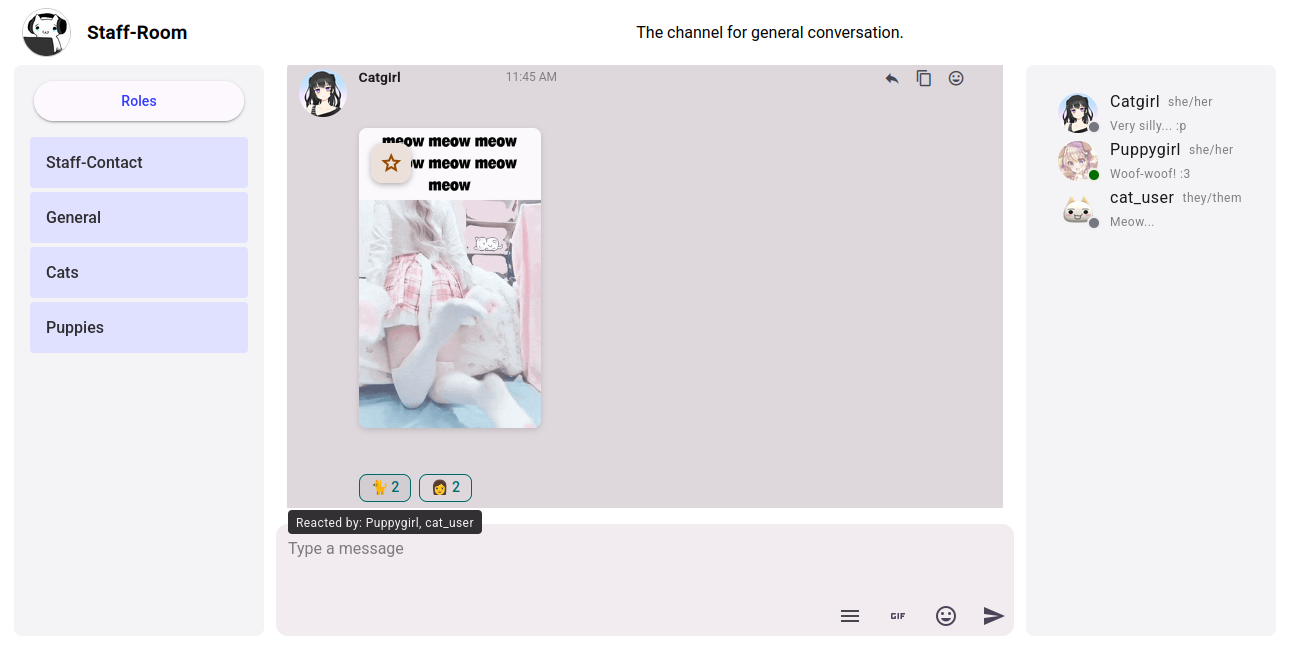 Staff-Room
The channel for general conversation.
Roles
Staff-Contact
General
Cats
Puppies
Catgirl
11:45 AM
meow meow meow
meow meow
meow
2
2
Reacted by: Puppygirl, cat_user
Type a message
GIF
Catgirl she/her
Very silly... :p
Puppygirl she/her
Woof-woof! :3
cat_user they/them
Meow...